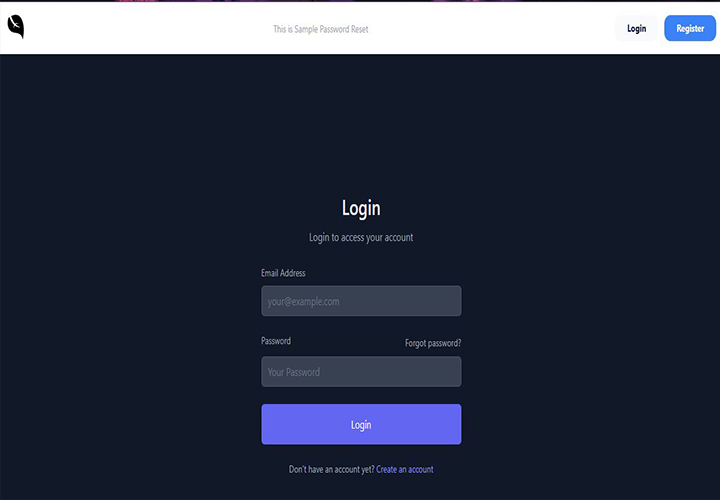 This is Sample Password Reset
Login
Register
Login
Login to access your account
Email Address
your@example.com
Password
Forgot password?
Your Password
Login
Don't have an account yet? Create an account